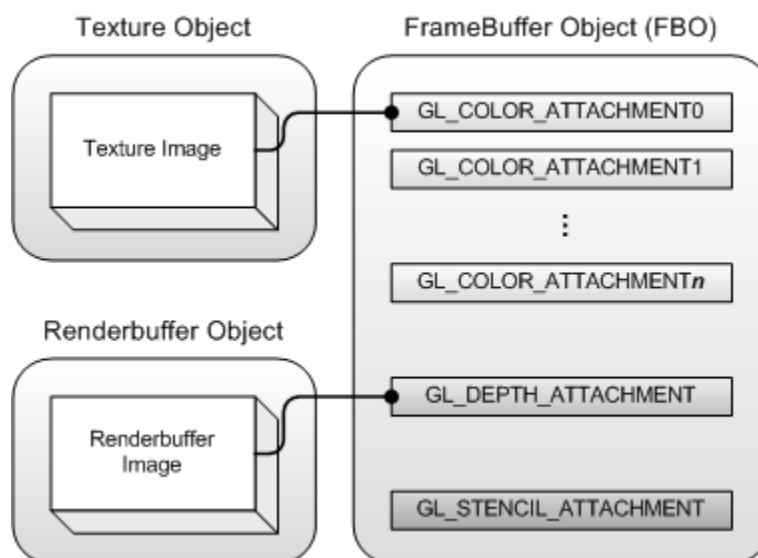 Texture Object
FrameBuffer Object (FBO)
Texture Image
GL_COLOR_ATTACHMENT0
GL_COLOR_ATTACHMENT1
⋮
GL_COLOR_ATTACHMENTn
Renderbuffer Object
Renderbuffer
Image
GL_DEPTH_ATTACHMENT
GL_STENCIL_ATTACHMENT